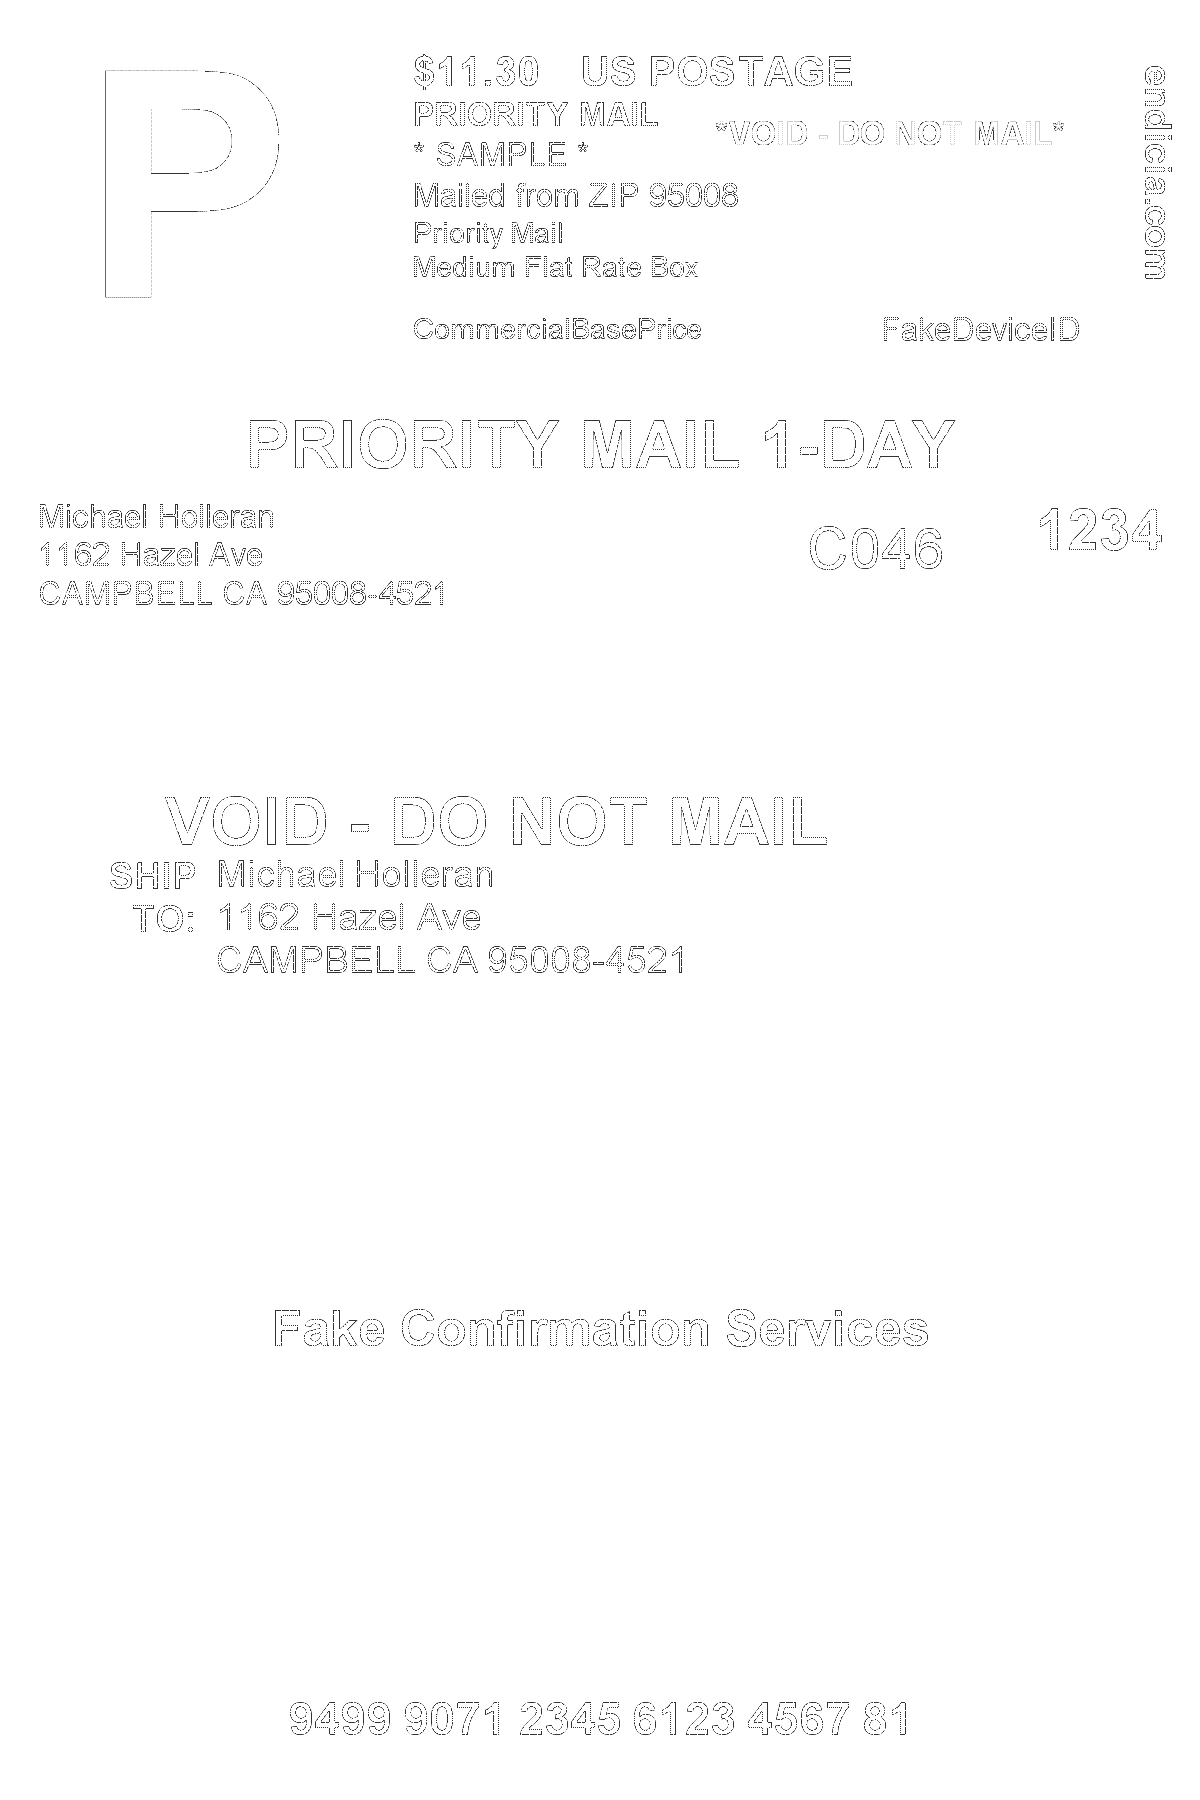 P
$11.30 US POSTAGE
PRIORITY MAIL
* SAMPLE *
*VOID - DO NOT MAIL*
Mailed from ZIP 95008
Priority Mail
Medium Flat Rate Box
CommercialBasePrice
FakeDeviceID
endicia.com
PRIORITY MAIL 1-DAY
Michael Holleran
1162 Hazel Ave
CAMPBELL CA 95008-4521
C046
1234
VOID - DO NOT MAIL
SHIP Michael Holleran
TO: 1162 Hazel Ave
CAMPBELL CA 95008-4521
Fake Confirmation Services
9499 9071 2345 6123 4567 81